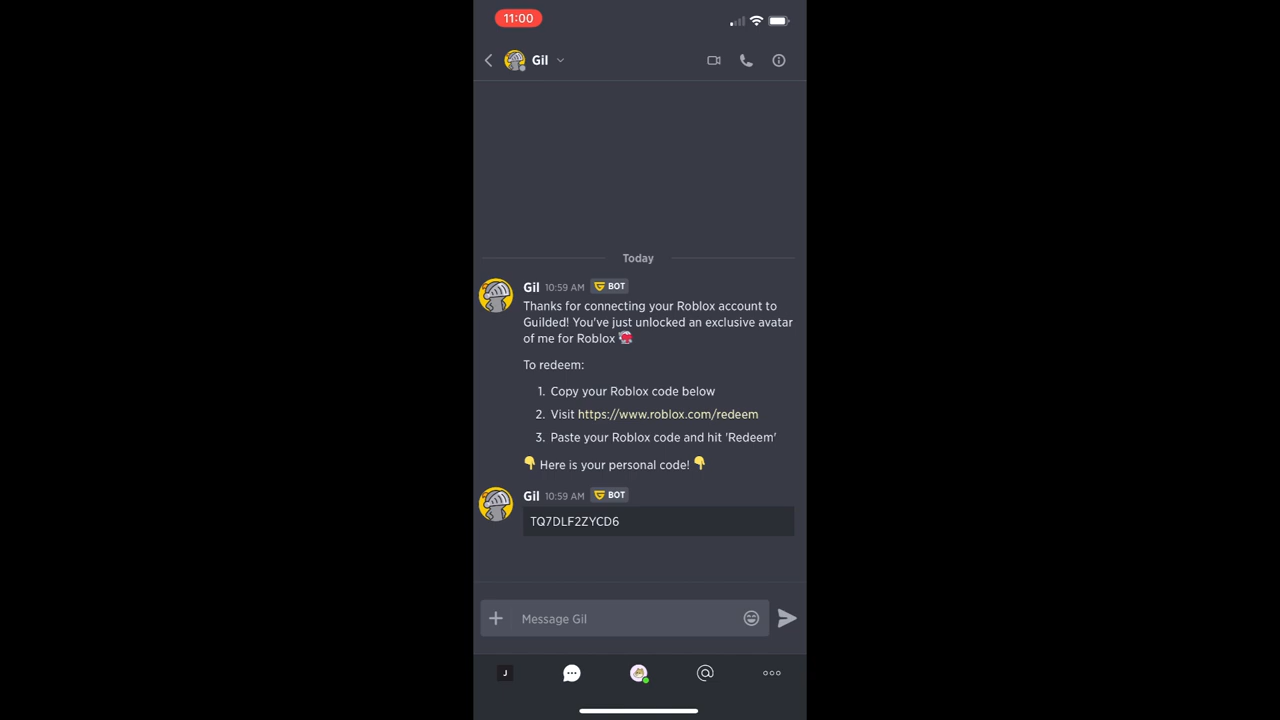 11:00
Gil
Today
Gil 10:59 AM BOT
Thanks for connecting your Roblox account to
Guilded! You've just unlocked an exclusive avatar
of me for Roblox
To redeem:
1. Copy your Roblox code below
2. Visit https://www.roblox.com/redeem
3. Paste your Roblox code and hit 'Redeem'
Here is your personal code!
Gil 10:59 AM BOT
TQ7DLF2ZYCD6
Message Gil
J